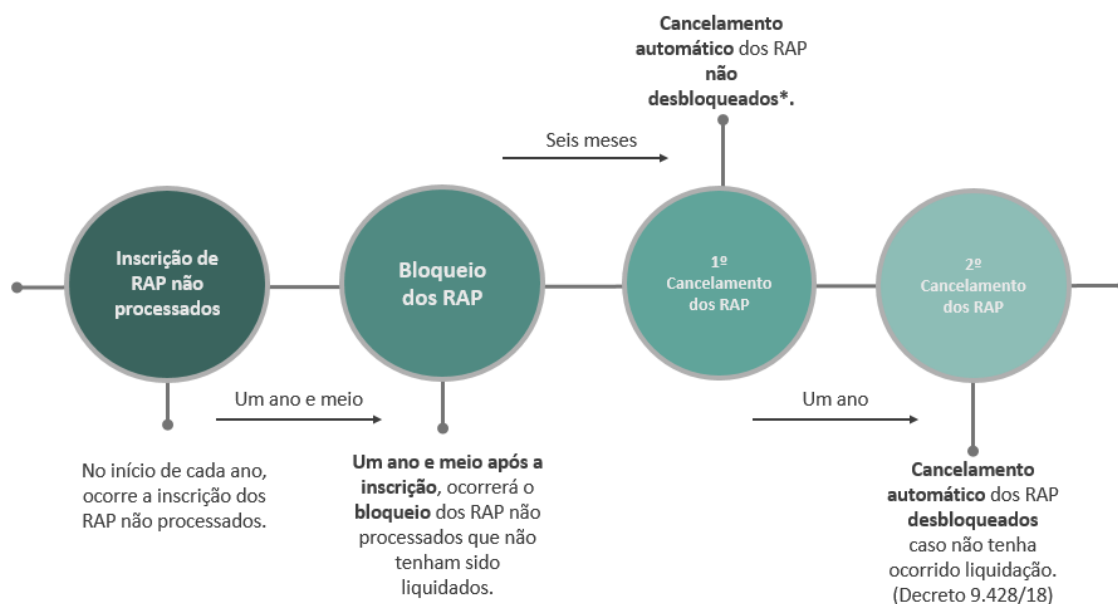 Cancelamento
automático dos RAP
não
desbloqueados*.
Seis meses
Inscrição de
RAP não
processados
Bloqueio
dos RAP
1º
Cancelamento
dos RAP
2º
Cancelamento
dos RAP
Um ano e meio
Um ano
No início de cada ano,
ocorre a inscrição dos
RAP não processados.
Um ano e meio após a
inscrição, ocorrerá o
bloqueio dos RAP não
processados que não
tenham sido
liquidados.
Cancelamento
automático dos RAP
desbloqueados
caso não tenha
ocorrido liquidação.
(Decreto 9.428/18)